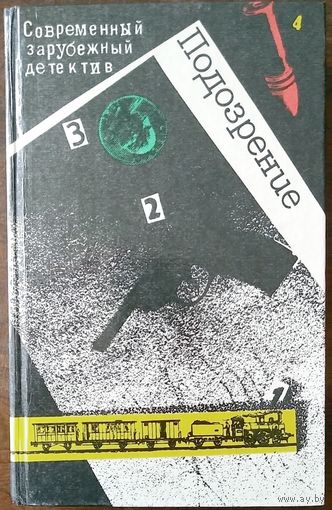 Современный
зарубежный
детектив
Подозрение
4
3
2
1
www.ay.by